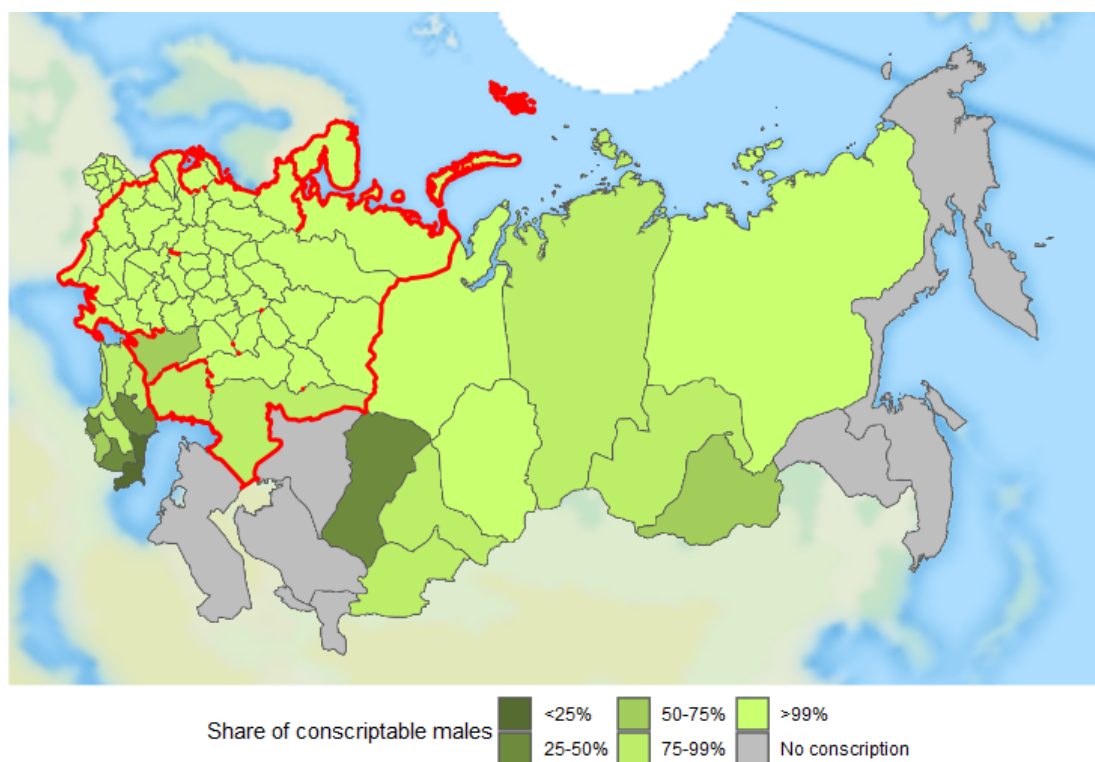 Share of conscriptable males
<25% 50-75% >99%
25-50% 75-99% No conscription